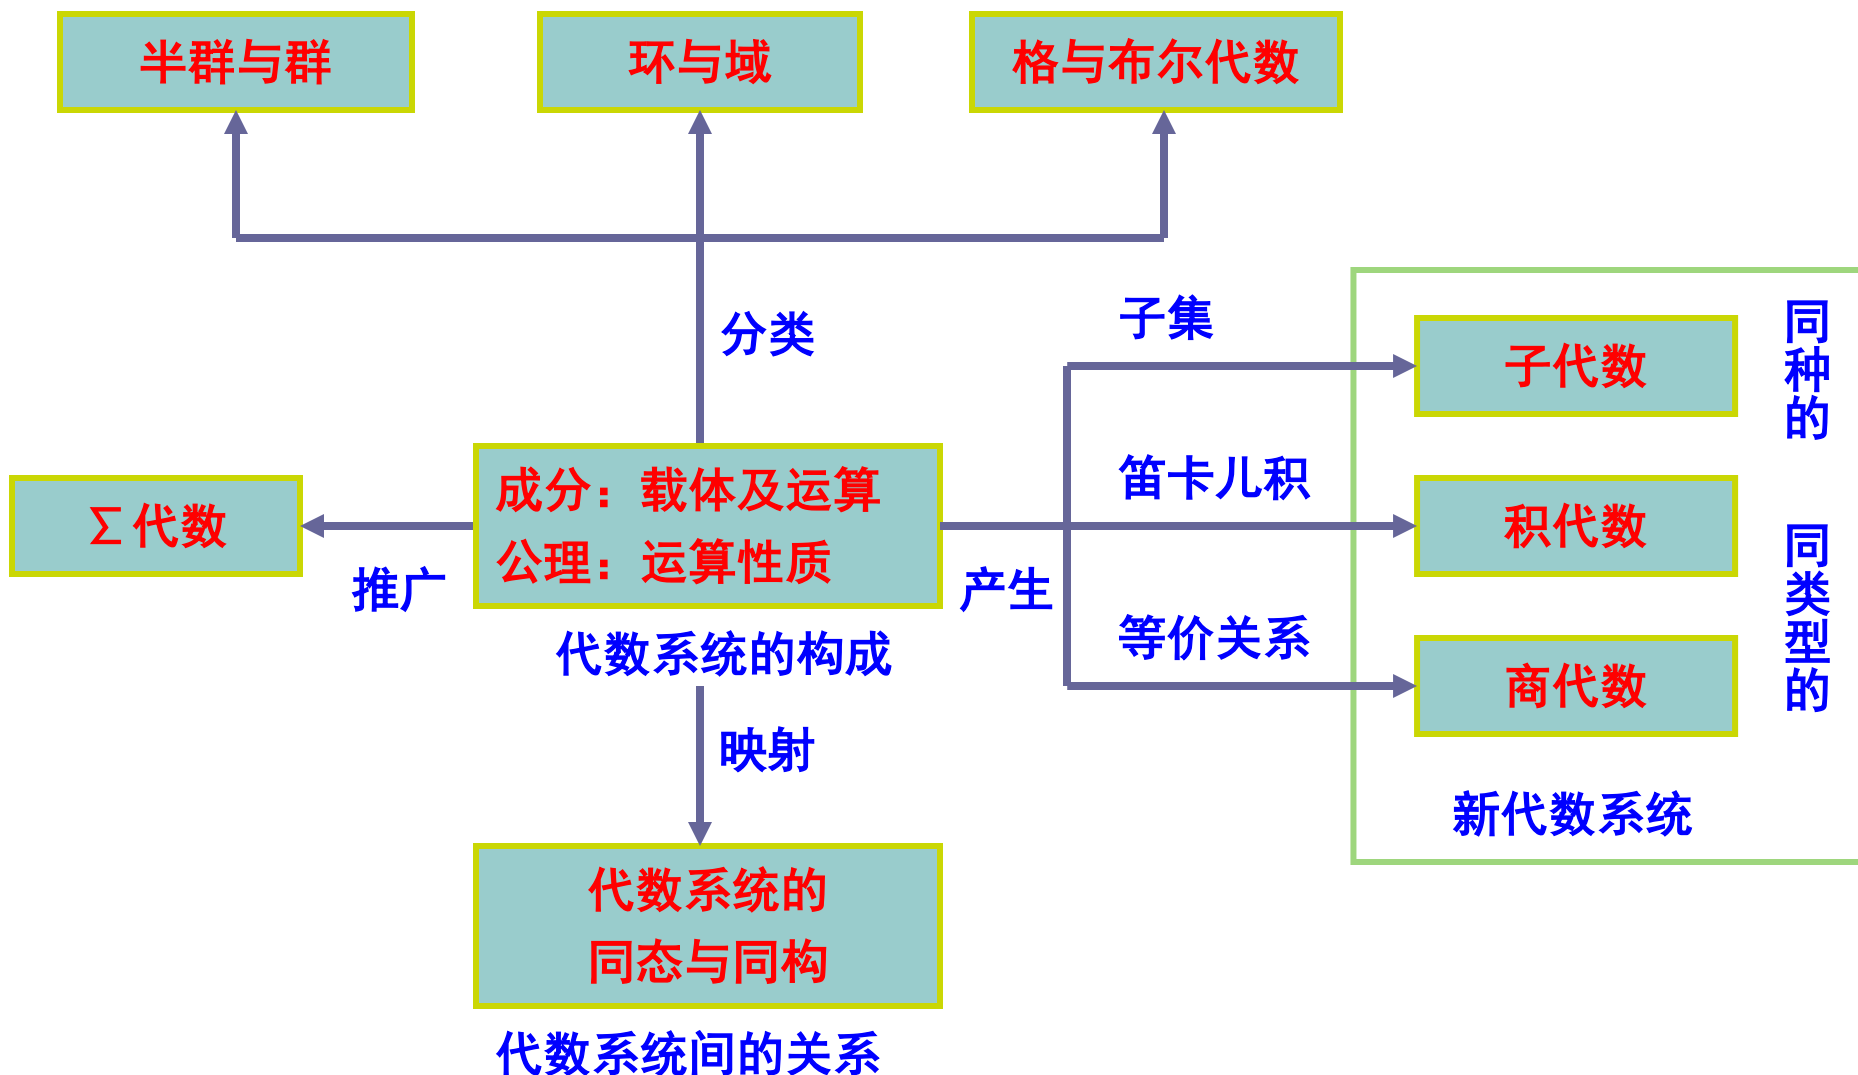 半群与群
环与域
格与布尔代数
分类
子集
子代数
同种的
笛卡儿积
积代数
同类型的
成分：载体及运算
公理：运算性质
∑代数
推广
产生
等价关系
商代数
代数系统的构成
映射
新代数系统
代数系统的
同态与同构
代数系统间的关系